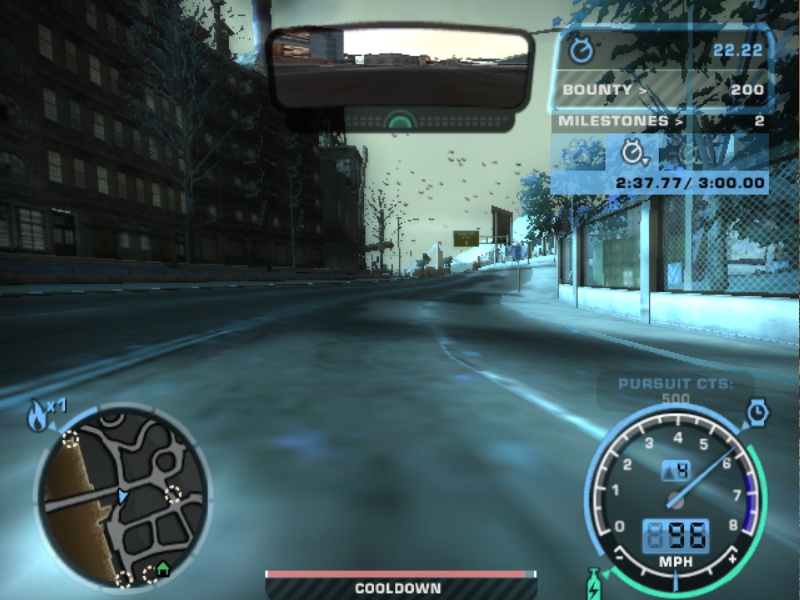 22.22
BOUNTY > 200
MILESTONES > 2
2:37.77/ 3:00.00
PURSUIT CTS:
500
x1
0 1 2 3 4 5 6 7 8
4
96
MPH
COOLDOWN